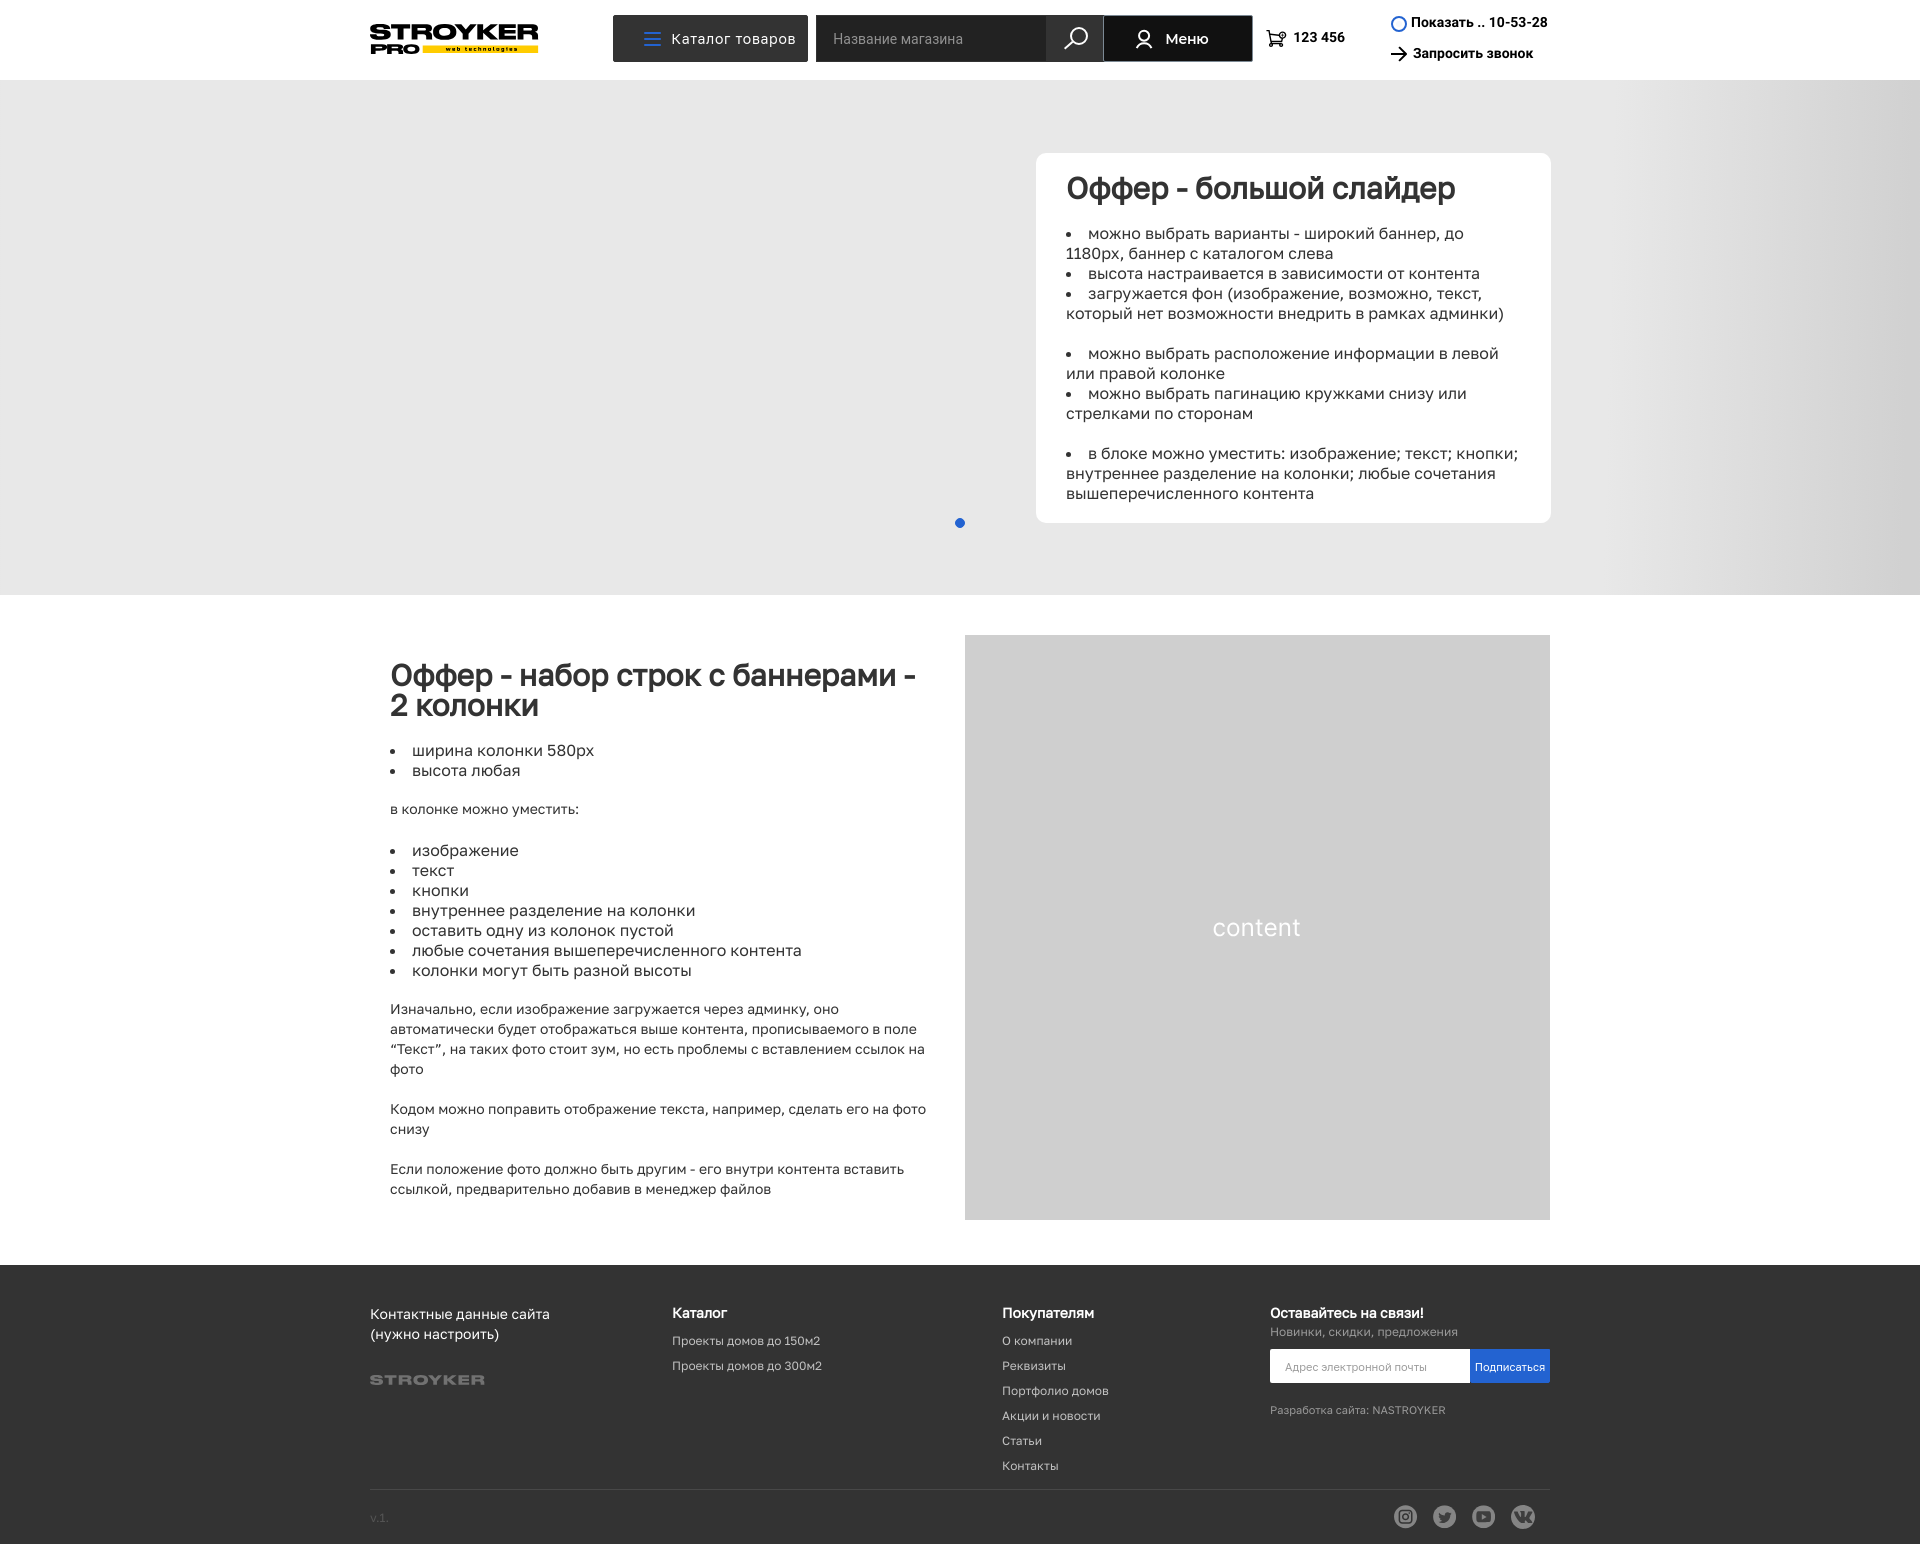 STROYKER
PRO web technologies
Каталог товаров
Название магазина
Меню
123 456
Показать .. 10-53-28
Запросить звонок
Оффер - большой слайдер
• можно выбрать варианты - широкий баннер, до
1180px, баннер с каталогом слева
• высота настраивается в зависимости от контента
• загружается фон (изображение, возможно, текст,
который нет возможности внедрить в рамках админки)
• можно выбрать расположение информации в левой
или правой колонке
• можно выбрать пагинацию кружками снизу или
стрелками по сторонам
• в блоке можно уместить: изображение; текст; кнопки;
внутреннее разделение на колонки; любые сочетания
вышеперечисленного контента
Оффер - набор строк с баннерами -
2 колонки
• ширина колонки 580px
• высота любая
в колонке можно уместить:
• изображение
• текст
• кнопки
• внутреннее разделение на колонки
• оставить одну из колонок пустой
• любые сочетания вышеперечисленного контента
• колонки могут быть разной высоты
Изначально, если изображение загружается через админку, оно
автоматически будет отображаться выше контента, прописываемого в поле
“Текст”, на таких фото стоит зум, но есть проблемы с вставлением ссылок на
фото
Кодом можно поправить отображение текста, например, сделать его на фото
снизу
Если положение фото должно быть другим - его внутри контента вставить
ссылкой, предварительно добавив в менеджер файлов
content
Контактные данные сайта
(нужно настроить)
STROYKER
Каталог
Проекты домов до 150м2
Проекты домов до 300м2
Покупателям
О компании
Реквизиты
Портфолио домов
Акции и новости
Статьи
Контакты
Оставайтесь на связи!
Новинки, скидки, предложения
Адрес электронной почты
Подписаться
Разработка сайта: NASTROYKER
v.1.